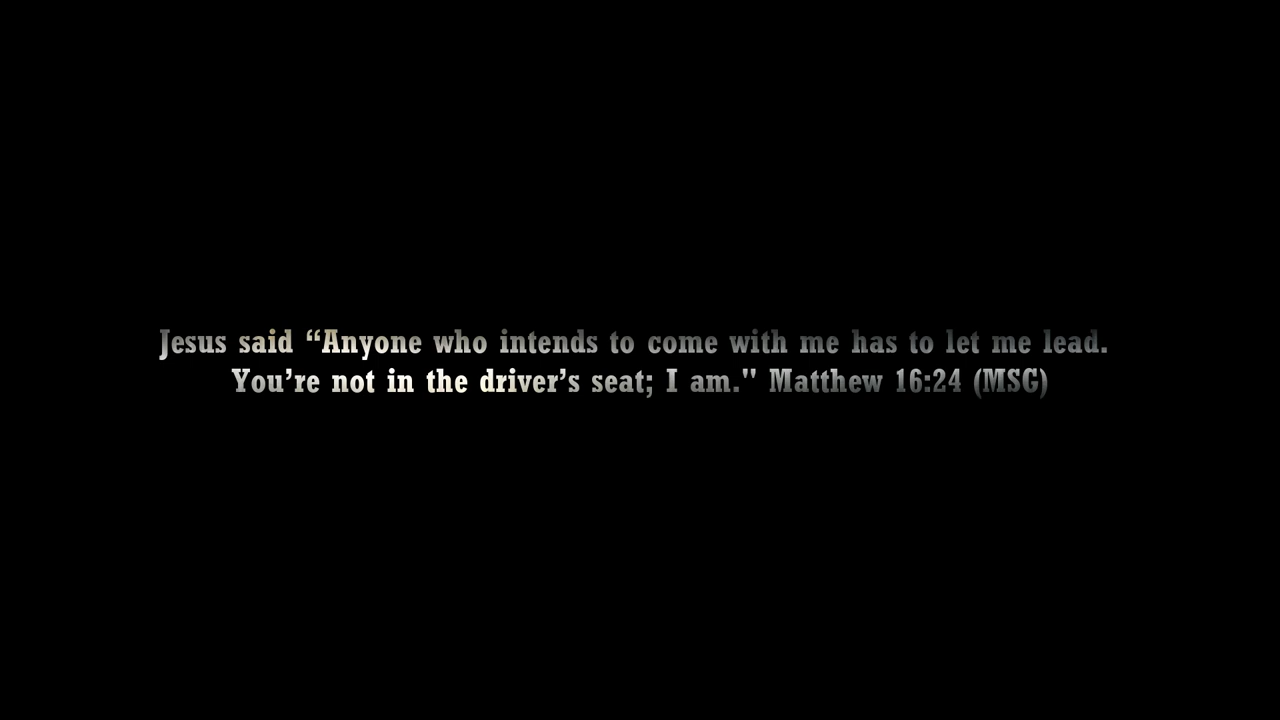 Jesus said “Anyone who intends to come with me has to let me lead.
You’re not in the driver’s seat; I am." Matthew 16:24 (MSG)